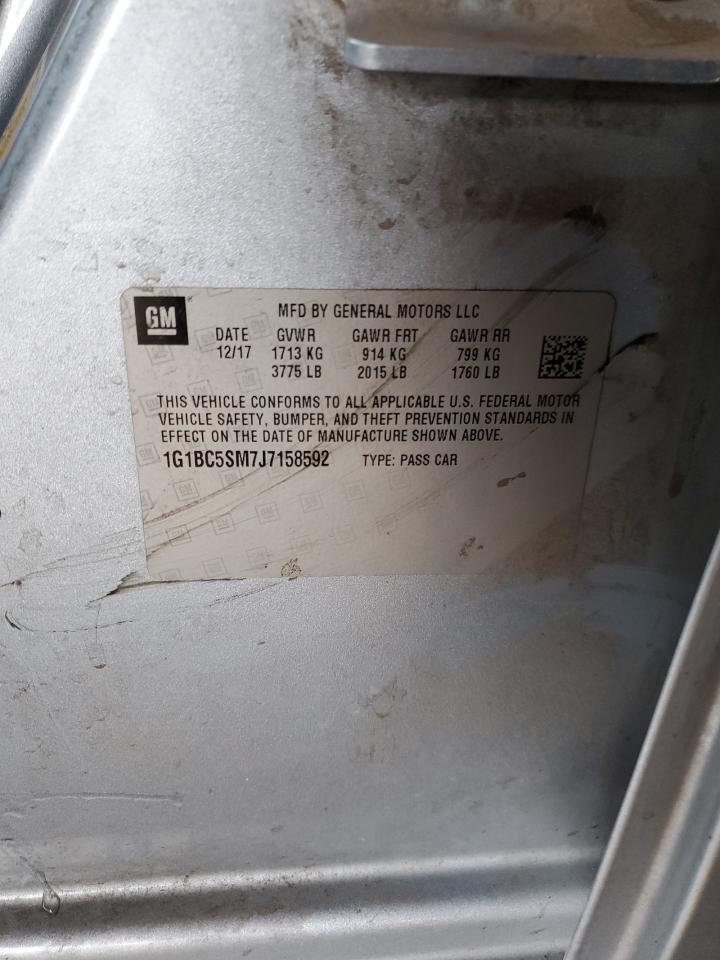 GM
MFD BY GENERAL MOTORS LLC
DATE GVWR GAWR FRT GAWR RR
12/17 1713 KG 914 KG 799 KG
3775 LB 2015 LB 1760 LB
THIS VEHICLE CONFORMS TO ALL APPLICABLE U.S. FEDERAL MOTOR
VEHICLE SAFETY, BUMPER, AND THEFT PREVENTION STANDARDS IN
EFFECT ON THE DATE OF MANUFACTURE SHOWN ABOVE.
1G1BC5SM7J7158592 TYPE: PASS CAR